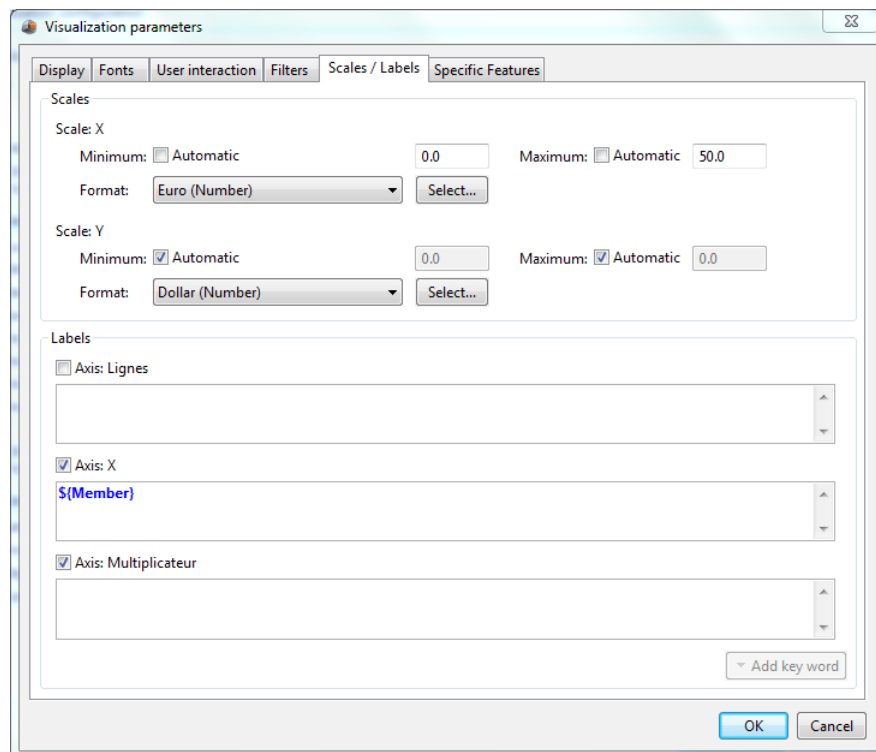 Visualization parameters
Display Fonts User interaction Filters Scales / Labels Specific Features
Scales
Scale: X
Minimum: Automatic 0.0 Maximum: Automatic 50.0
Format: Euro (Number) Select...
Scale: Y
Minimum: Automatic 0.0 Maximum: Automatic 0.0
Format: Dollar (Number) Select...
Labels
Axis: Lignes
Axis: X
${Member}
Axis: Multiplicateur
Add key word
OK Cancel